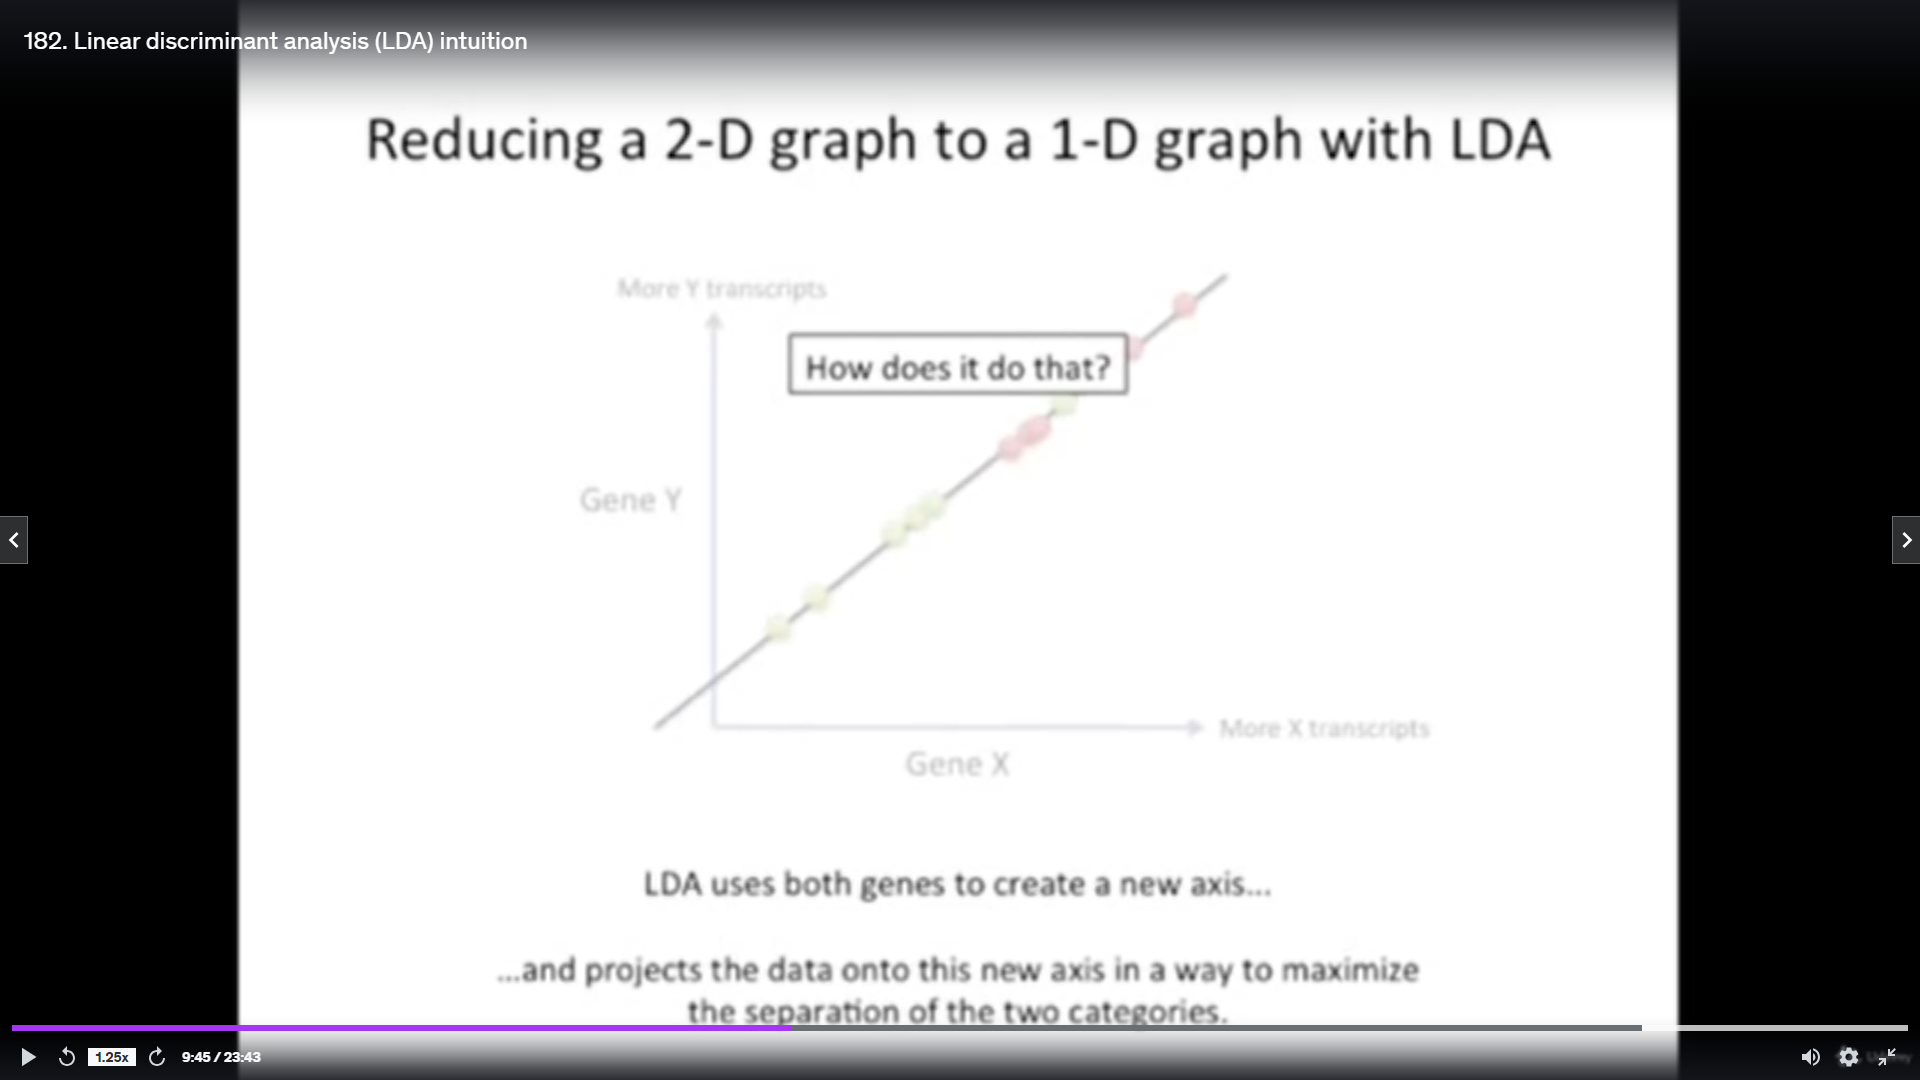 182. Linear discriminant analysis (LDA) intuition
Reducing a 2-D graph to a 1-D graph with LDA
More Y transcripts
How does it do that?
Gene Y
More X transcripts
Gene X
LDA uses both genes to create a new axis...
...and projects the data onto this new axis in a way to maximize
the separation of the two categories.
1.25x
9:45 / 23:43